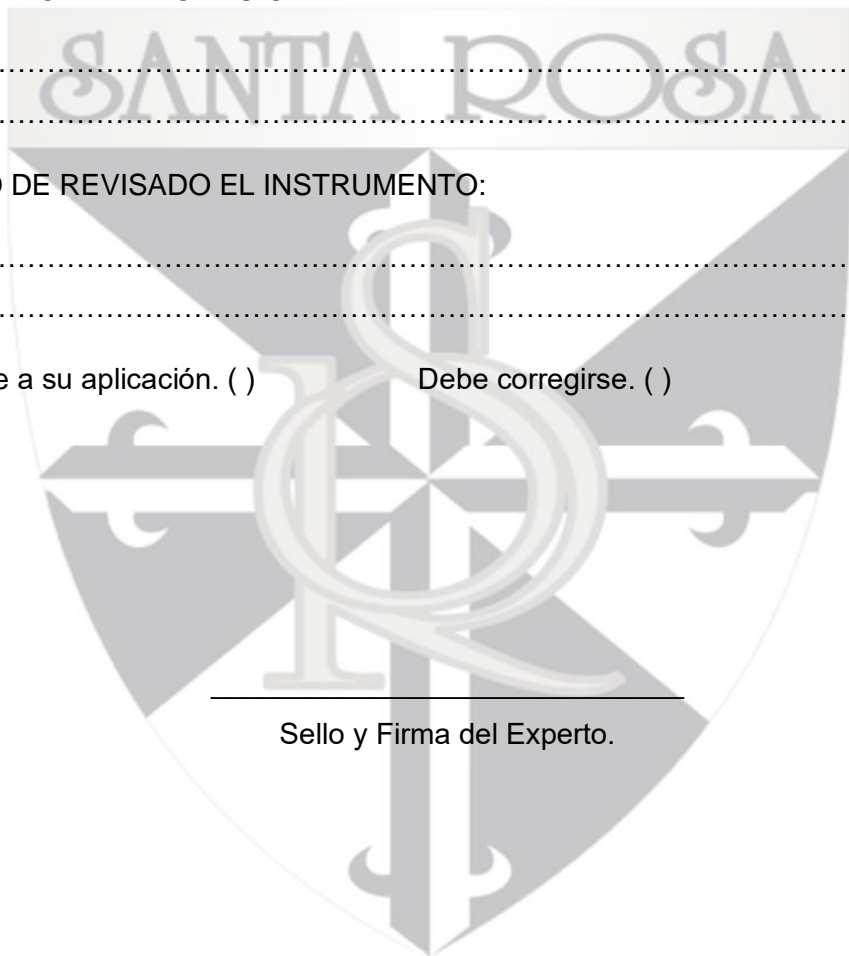 SANTA ROSA
……………………………………………………………………………………
……………………………………………………………………………………
DE REVISADO EL INSTRUMENTO:
……………………………………………………………………………………
……………………………………………………………………………………
a su aplicación. ( ) Debe corregirse. ( )
Sello y Firma del Experto.